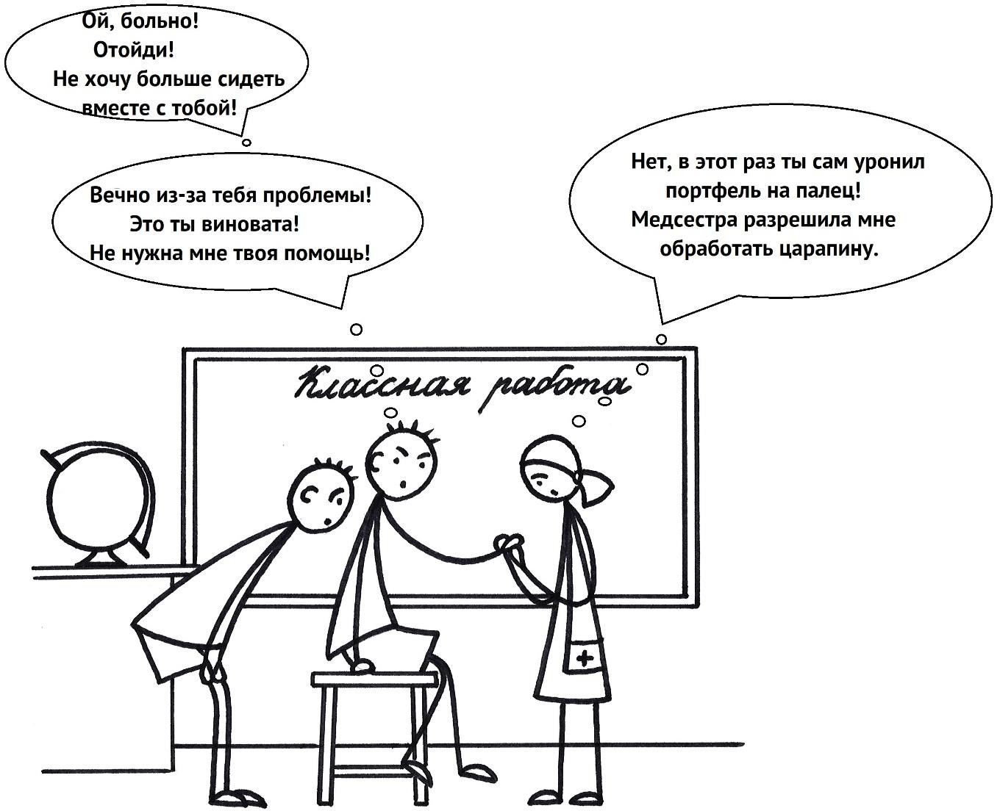 Ой, больно!
Отойди!
Не хочу больше сидеть
вместе с тобой!
Вечно из-за тебя проблемы!
Это ты виновата!
Не нужна мне твоя помощь!
Нет, в этот раз ты сам уронил
портфель на палец!
Медсестра разрешила мне
обработать царапину.
Классная работа